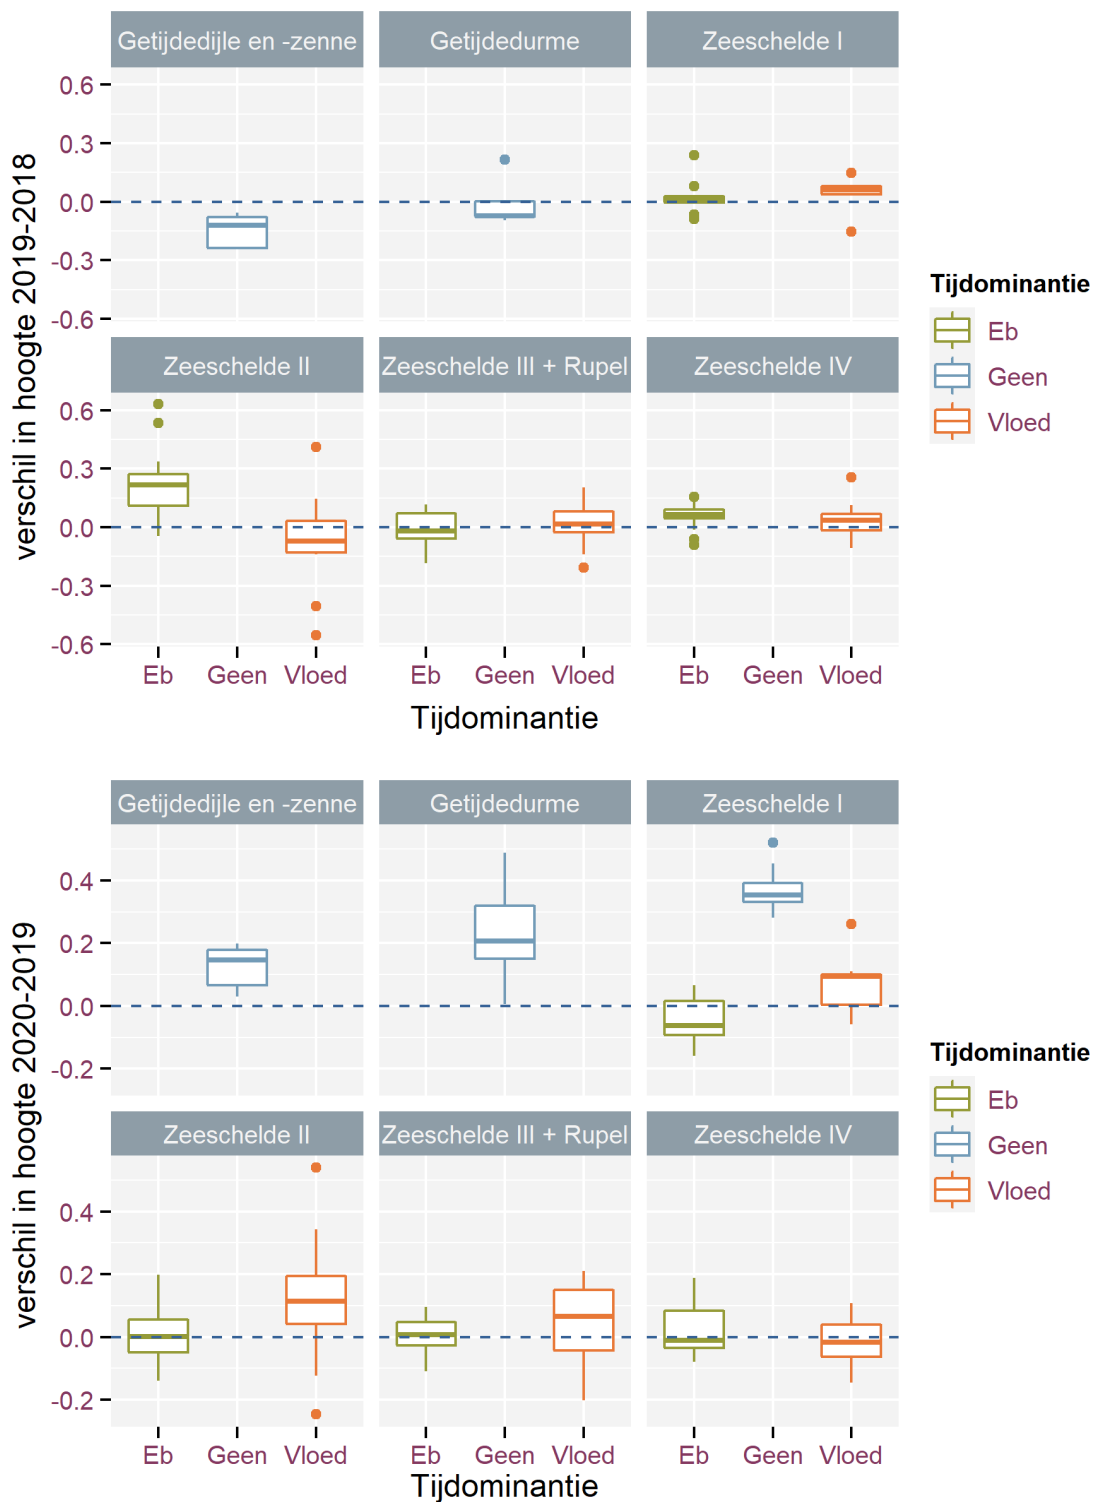 Getijdedijle en -zenne Getijdedurme Zeeschelde I
0.6
0.3
0.0
-0.3
-0.6
Zeeschelde II Zeeschelde III + Rupel Zeeschelde IV
0.6
0.3
0.0
-0.3
-0.6
verschil in hoogte 2019-2018
Eb Geen Vloed Eb Geen Vloed Eb Geen Vloed
Tijdominantie
Tijdominantie
Eb
Geen
Vloed
Getijdedijle en -zenne Getijdedurme Zeeschelde I
0.4
0.2
0.0
-0.2
Zeeschelde II Zeeschelde III + Rupel Zeeschelde IV
0.4
0.2
0.0
-0.2
verschil in hoogte 2020-2019
Eb Geen Vloed Eb Geen Vloed Eb Geen Vloed
Tijdominantie
Tijdominantie
Eb
Geen
Vloed